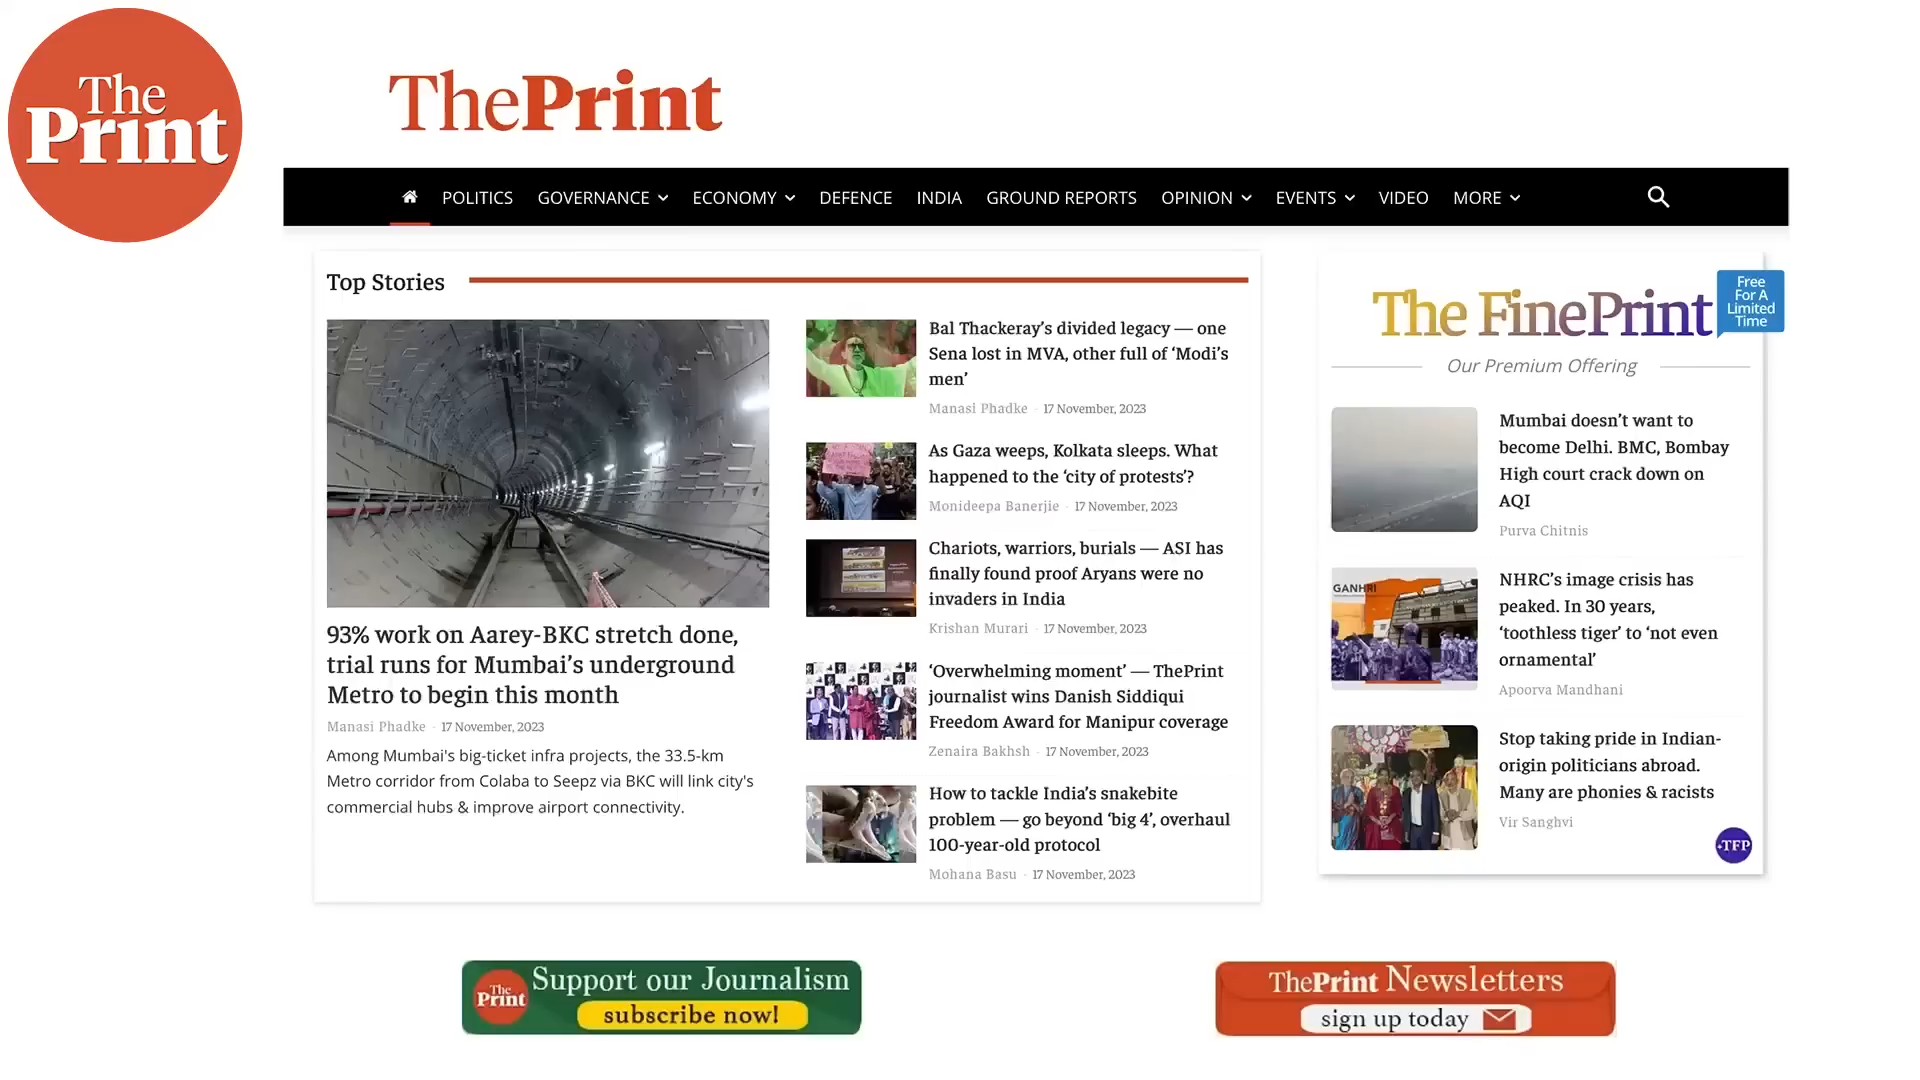 The
Print
ThePrint
POLITICS GOVERNANCE ECONOMY DEFENCE INDIA GROUND REPORTS OPINION EVENTS VIDEO MORE
Top Stories
93% work on Aarey-BKC stretch done,
trial runs for Mumbai’s underground
Metro to begin this month
Manasi Phadke - 17 November, 2023
Among Mumbai's big-ticket infra projects, the 33.5-km
Metro corridor from Colaba to Seepz via BKC will link city's
commercial hubs & improve airport connectivity.
Bal Thackeray’s divided legacy — one
Sena lost in MVA, other full of ‘Modi’s
men’
Manasi Phadke - 17 November, 2023
As Gaza weeps, Kolkata sleeps. What
happened to the ‘city of protests’?
Monideepa Banerjie - 17 November, 2023
Chariots, warriors, burials — ASI has
finally found proof Aryans were no
invaders in India
Krishan Murari - 17 November, 2023
‘Overwhelming moment’ — ThePrint
journalist wins Danish Siddiqui
Freedom Award for Manipur coverage
Zenaira Bakhsh - 17 November, 2023
How to tackle India’s snakebite
problem — go beyond ‘big 4’, overhaul
100-year-old protocol
Mohana Basu - 17 November, 2023
The FinePrint
Free
For A
Limited
Time
Our Premium Offering
Mumbai doesn’t want to
become Delhi. BMC, Bombay
High court crack down on
AQI
Purva Chitnis
GANHRI
NHRC’s image crisis has
peaked. In 30 years,
‘toothless tiger’ to ‘not even
ornamental’
Apoorva Mandhani
Stop taking pride in Indian-
origin politicians abroad.
Many are phonies & racists
Vir Sanghvi
+TFP
The
Print
Support our Journalism
subscribe now!
ThePrint Newsletters
sign up today